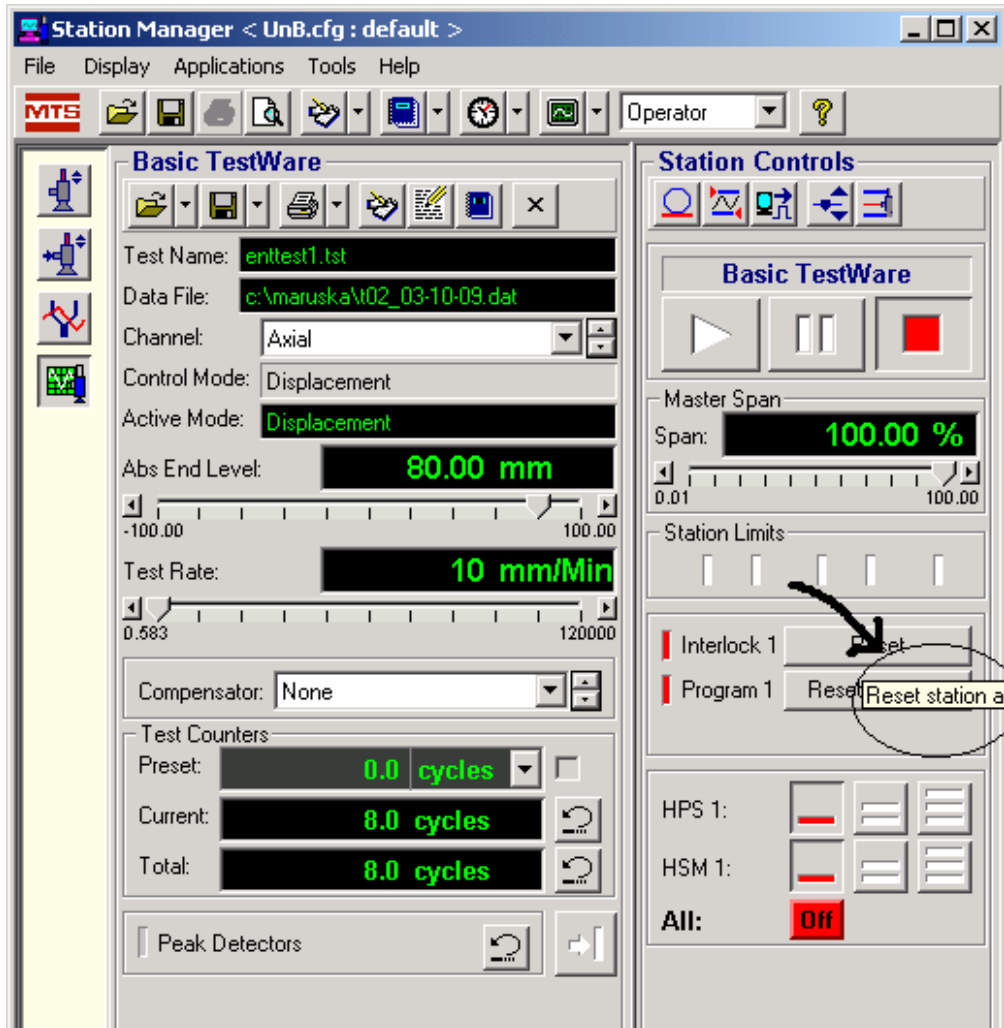 Station Manager < UnB.cfg : default >
File Display Applications Tools Help
MTS Operator
Basic TestWare
Test Name: enttest1.tst
Data File: c:\maruska\t02_03-10-09.dat
Channel: Axial
Control Mode: Displacement
Active Mode: Displacement
Abs End Level: 80.00 mm
-100.00 100.00
Test Rate: 10 mm/Min
0.583 120000
Compensator: None
Test Counters
Preset: 0.0 cycles
Current: 8.0 cycles
Total: 8.0 cycles
Peak Detectors
Station Controls
Basic TestWare
Master Span
Span: 100.00 %
0.01 100.00
Station Limits
Interlock 1 Reset
Program 1 Rese
Reset station a
HPS 1:
HSM 1:
All: Off